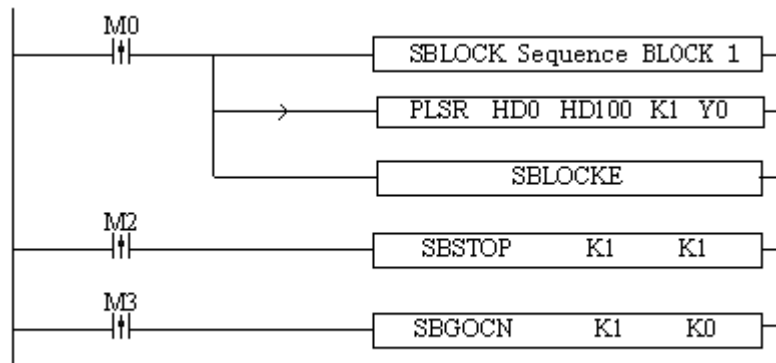 M0
SBLOCK Sequence BLOCK 1
PLSR HD0 HD100 K1 Y0
SBLOCKE
M2
SBSTOP K1 K1
M3
SBGOCN K1 K0